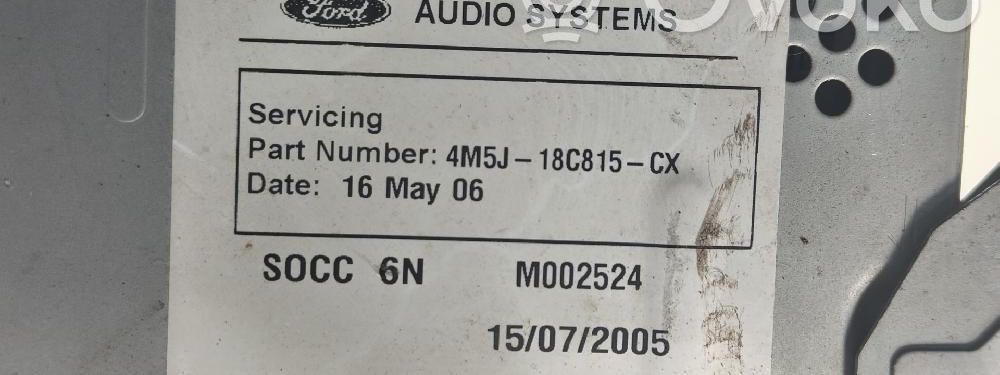 Ford AUDIO SYSTEMS
OVOKO
Servicing
Part Number: 4M5J-18C815-CX
Date: 16 May 06
SOCC 6N M002524
15/07/2005